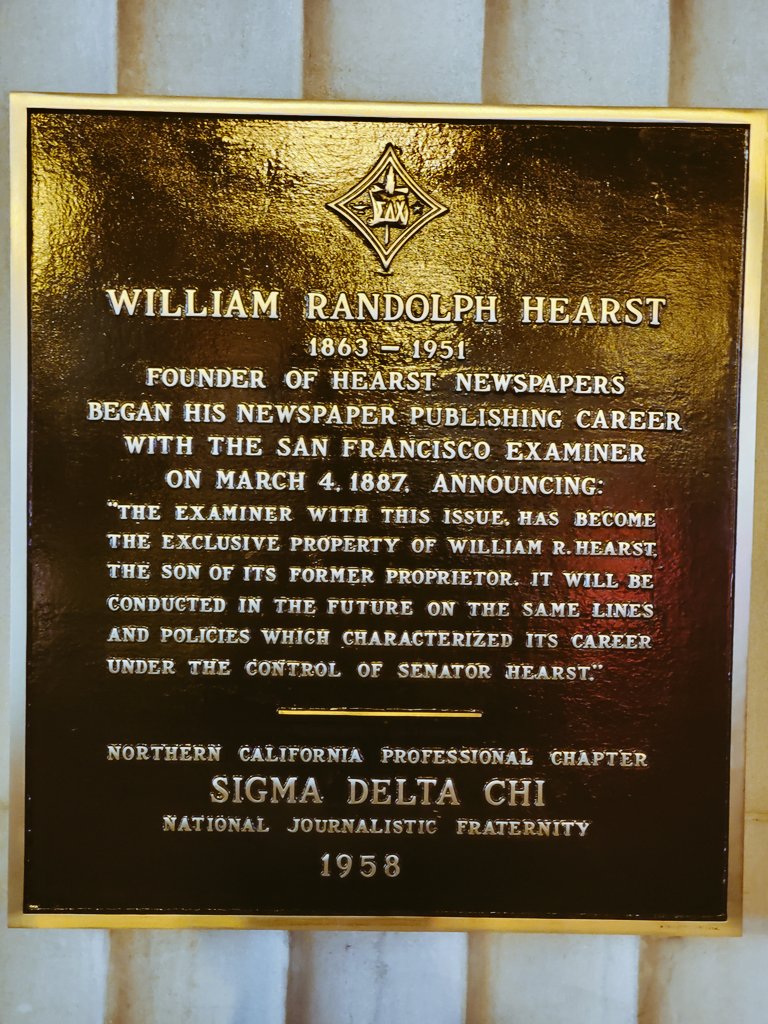 ΣΔΧ
WILLIAM RANDOLPH HEARST
1863 – 1951
FOUNDER OF HEARST NEWSPAPERS
BEGAN HIS NEWSPAPER PUBLISHING CAREER
WITH THE SAN FRANCISCO EXAMINER
ON MARCH 4, 1887, ANNOUNCING:
"THE EXAMINER WITH THIS ISSUE, HAS BECOME
THE EXCLUSIVE PROPERTY OF WILLIAM R. HEARST,
THE SON OF ITS FORMER PROPRIETOR. IT WILL BE
CONDUCTED IN THE FUTURE ON THE SAME LINES
AND POLICIES WHICH CHARACTERIZED ITS CAREER
UNDER THE CONTROL OF SENATOR HEARST."
NORTHERN CALIFORNIA PROFESSIONAL CHAPTER
SIGMA DELTA CHI
NATIONAL JOURNALISTIC FRATERNITY
1958